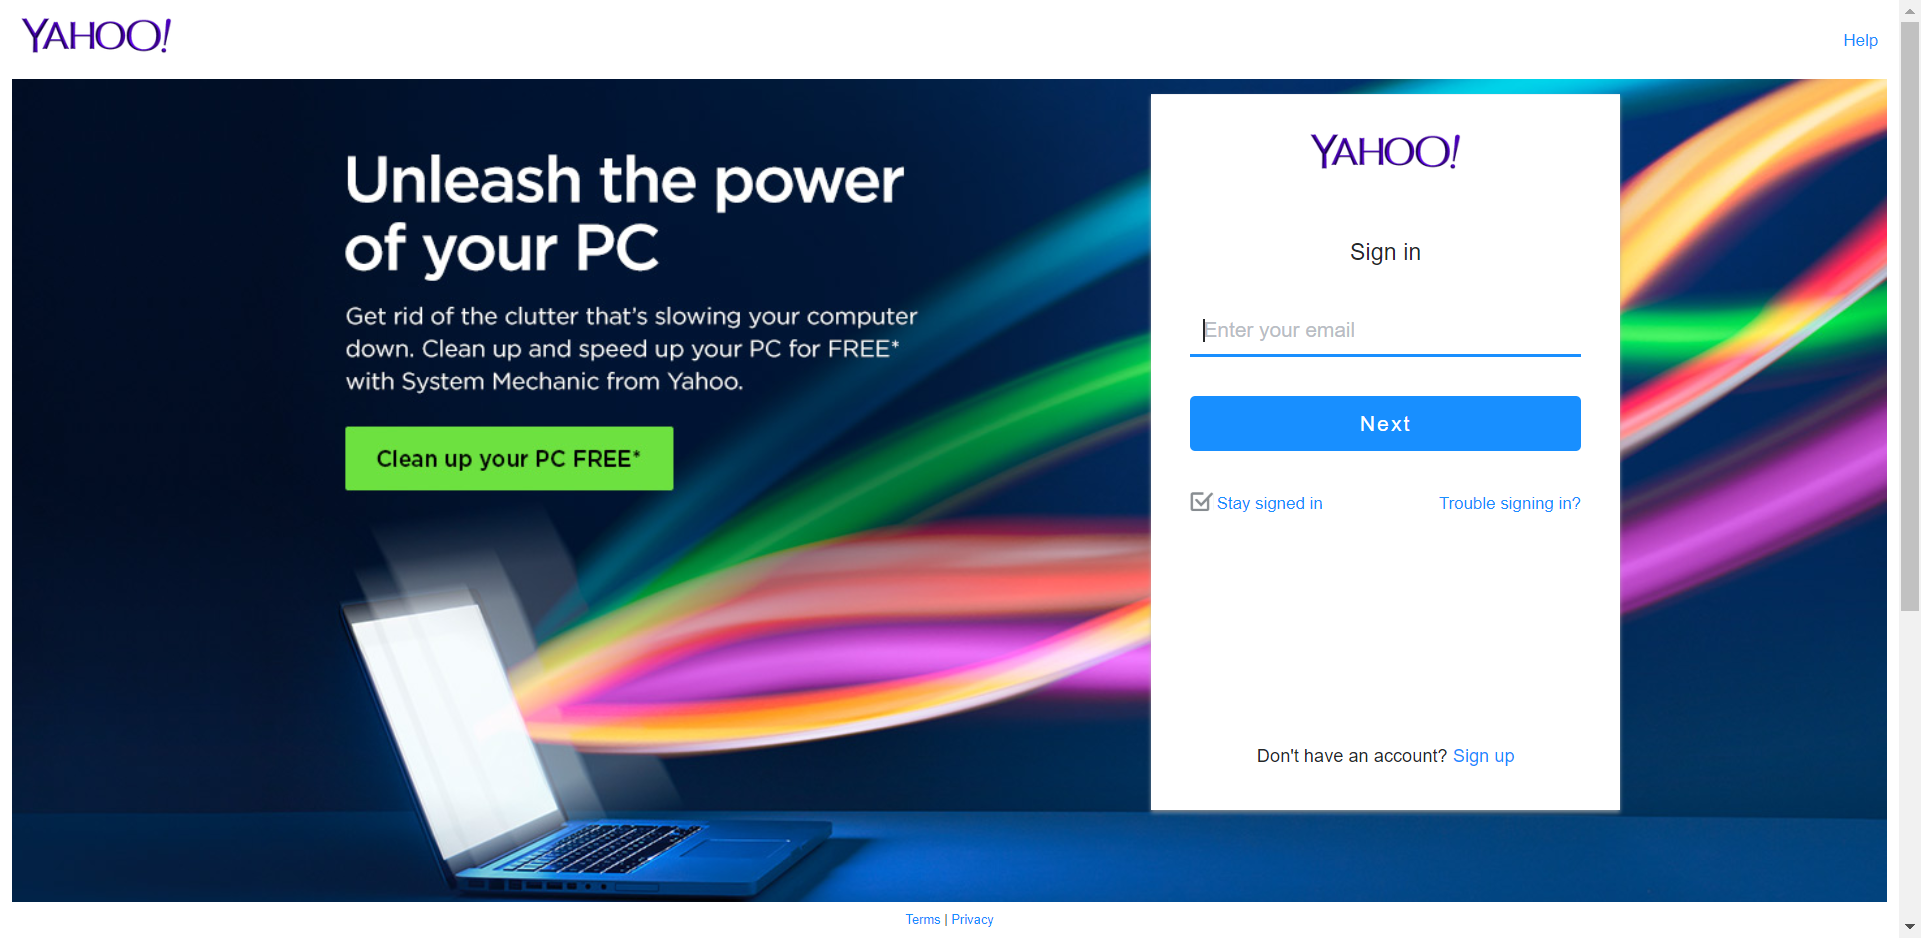 YAHOO!
Help
Unleash the power
of your PC
Get rid of the clutter that's slowing your computer
down. Clean up and speed up your PC for FREE*
with System Mechanic from Yahoo.
Clean up your PC FREE*
YAHOO!
Sign in
Enter your email
Next
Stay signed in
Trouble signing in?
Don't have an account? Sign up
Terms | Privacy